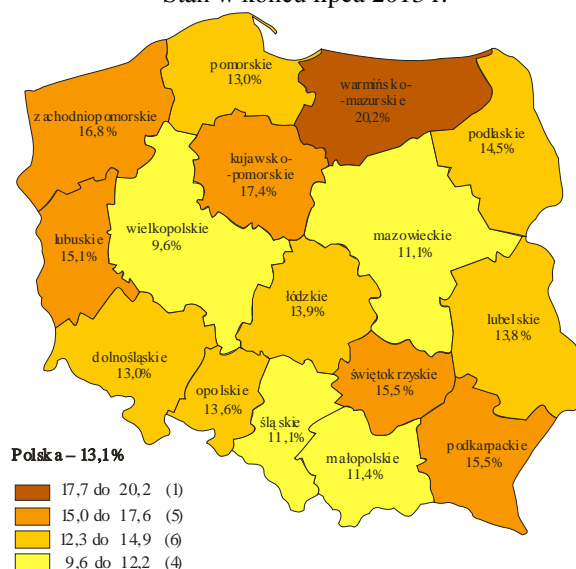 Stan w końcu lipca 2013 r.
pomorskie
13,0%
warmińsko-
-mazurskie
20,2%
zachodniopomorskie
16,8%
podlaskie
14,5%
kujawsko-
-pomorskie
17,4%
wielkopolskie
9,6%
mazowieckie
11,1%
lubuskie
15,1%
łódzkie
13,9%
lubelskie
13,8%
dolnośląskie
13,0%
opolskie
13,6%
świętokrzyskie
15,5%
śląskie
11,1%
małopolskie
11,4%
podkarpackie
15,5%
Polska – 13,1%
17,7 do 20,2 (1)
15,0 do 17,6 (5)
12,3 do 14,9 (6)
9,6 do 12,2 (4)